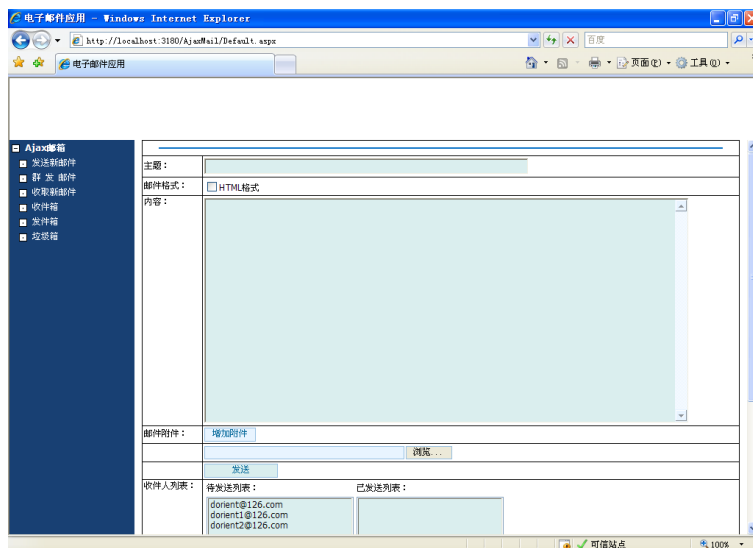 电子邮件应用 - Windows Internet Explorer
http://localhost:3180/AjaxMail/Default.aspx
百度
电子邮件应用
页面(P)
工具(O)
Ajax邮箱
发送新邮件
群 发 邮件
收取新邮件
收件箱
发件箱
垃圾箱
主题：
邮件格式：
HTML格式
内容：
邮件附件：
增加附件
浏览...
发送
收件人列表：
待发送列表：
已发送列表：
dorient@126.com
dorient1@126.com
dorient2@126.com
可信站点
100%